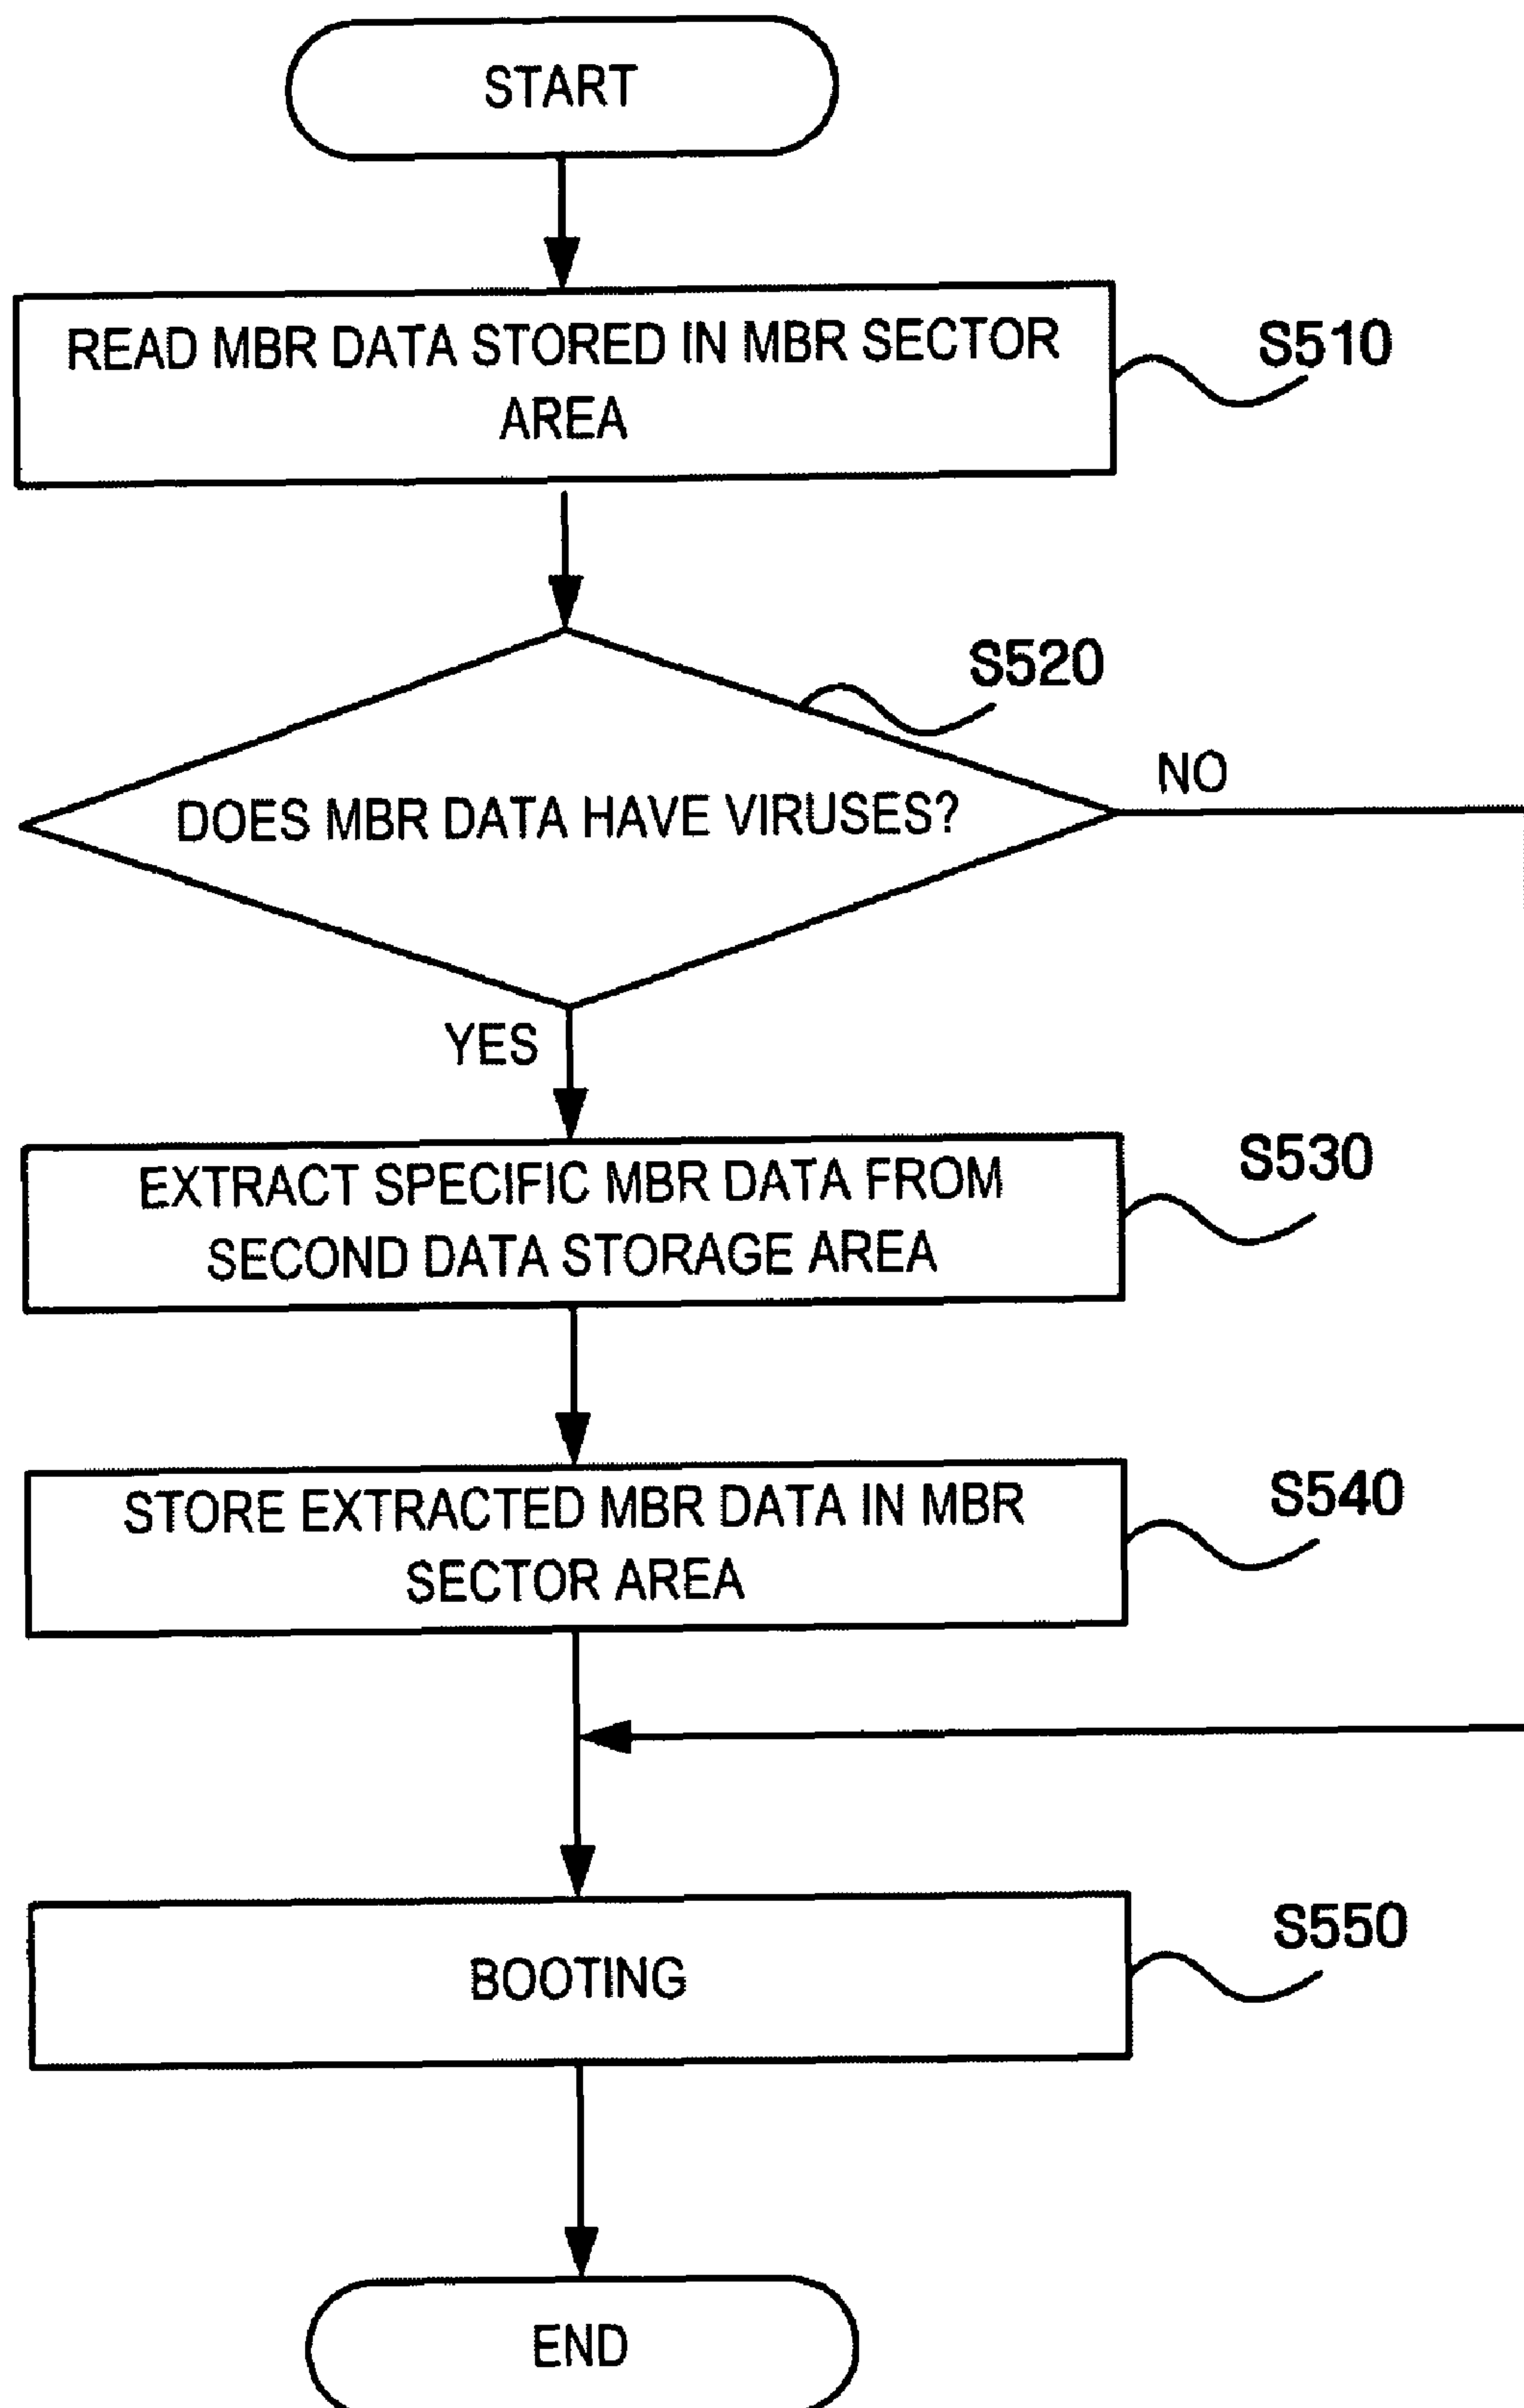 START
READ MBR DATA STORED IN MBR SECTOR
AREA
S510
S520
DOES MBR DATA HAVE VIRUSES?
NO
YES
EXTRACT SPECIFIC MBR DATA FROM
SECOND DATA STORAGE AREA
S530
STORE EXTRACTED MBR DATA IN MBR
SECTOR AREA
S540
BOOTING
S550
END